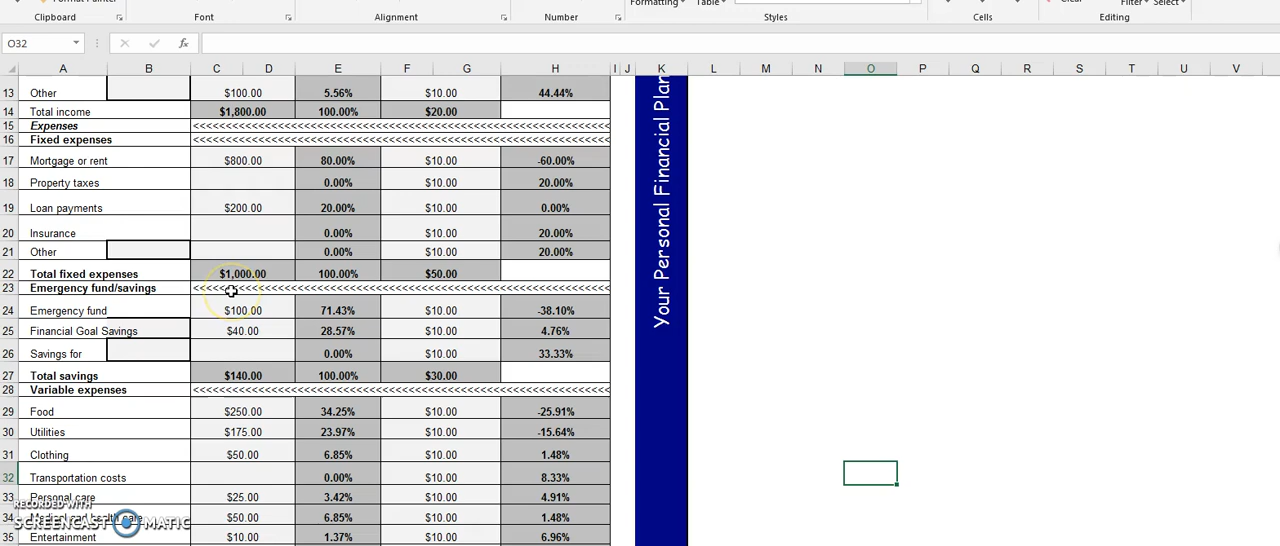 Format Painter
Clipboard Font Alignment Number Formatting Table Styles Cells Clear Filter Select Editing
O32 fx
A B C D E F G H I J K L M N O P Q R S T U V
13 Other $100.00 5.56% $10.00 44.44%
14 Total income $1,800.00 100.00% $20.00
15 Expenses <<<<<<<<<<<<<<<<<<<<<<<<<<<<<<<<<<<<<<<<<<<<<<<<<<<<<<<<<<
16 Fixed expenses <<<<<<<<<<<<<<<<<<<<<<<<<<<<<<<<<<<<<<<<<<<<<<<<<<<<<<<<<<
17 Mortgage or rent $800.00 80.00% $10.00 -60.00%
18 Property taxes 0.00% $10.00 20.00%
19 Loan payments $200.00 20.00% $10.00 0.00%
20 Insurance 0.00% $10.00 20.00%
21 Other 0.00% $10.00 20.00%
22 Total fixed expenses $1,000.00 100.00% $50.00
23 Emergency fund/savings <<<<<<<<<<<<<<<<<<<<<<<<<<<<<<<<<<<<<<<<<<<<<<<<<<<<<<<<<<
24 Emergency fund $100.00 71.43% $10.00 -38.10%
25 Financial Goal Savings $40.00 28.57% $10.00 4.76%
26 Savings for 0.00% $10.00 33.33%
27 Total savings $140.00 100.00% $30.00
28 Variable expenses <<<<<<<<<<<<<<<<<<<<<<<<<<<<<<<<<<<<<<<<<<<<<<<<<<<<<<<<<<
29 Food $250.00 34.25% $10.00 -25.91%
30 Utilities $175.00 23.97% $10.00 -15.64%
31 Clothing $50.00 6.85% $10.00 1.48%
32 Transportation costs 0.00% $10.00 8.33%
33 Personal care $25.00 3.42% $10.00 4.91%
34 Medical and health care $50.00 6.85% $10.00 1.48%
35 Entertainment $10.00 1.37% $10.00 6.96%
Your Personal Financial Plan
RECORDED WITH
SCREENCAST MATIC